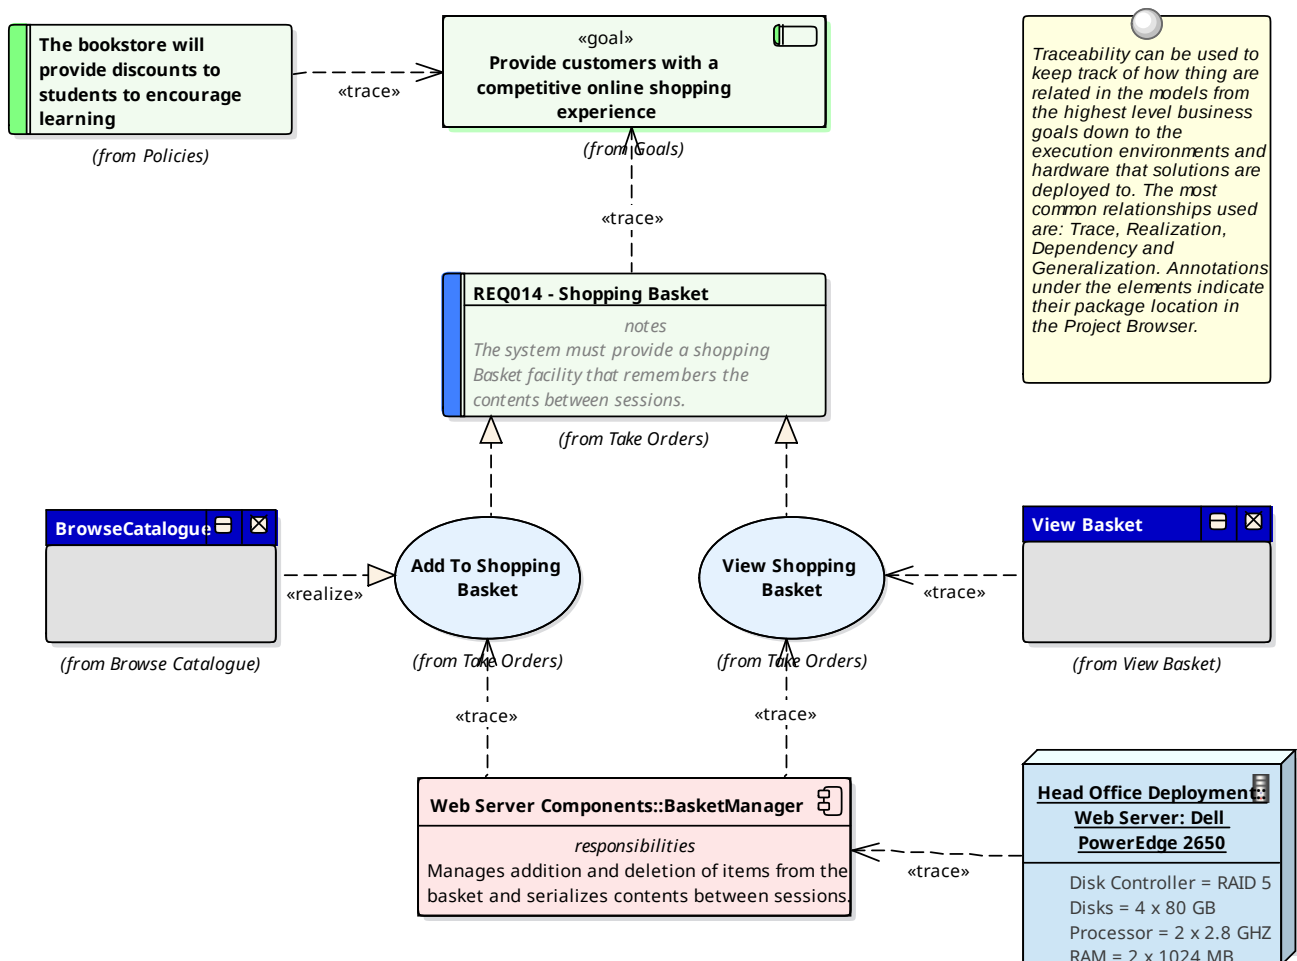 The bookstore will
provide discounts to
students to encourage
learning
(from Policies)
«trace»
«goal»
Provide customers with a
competitive online shopping
experience
(from Goals)
«trace»
Traceability can be used to
keep track of how thing are
related in the models from
the highest level business
goals down to the
execution environments and
hardware that solutions are
deployed to. The most
common relationships used
are: Trace, Realization,
Dependency and
Generalization. Annotations
under the elements indicate
their package location in
the Project Browser.
REQ014 - Shopping Basket
notes
The system must provide a shopping
Basket facility that remembers the
contents between sessions.
(from Take Orders)
BrowseCatalogue
(from Browse Catalogue)
«realize»
Add To Shopping
Basket
(from Take Orders)
View Shopping
Basket
(from Take Orders)
«trace»
View Basket
(from View Basket)
«trace»
«trace»
Web Server Components::BasketManager
responsibilities
Manages addition and deletion of items from the
basket and serializes contents between sessions.
«trace»
Head Office Deployment::
Web Server: Dell
PowerEdge 2650
Disk Controller = RAID 5
Disks = 4 x 80 GB
Processor = 2 x 2.8 GHZ
RAM = 2 x 1024 MB